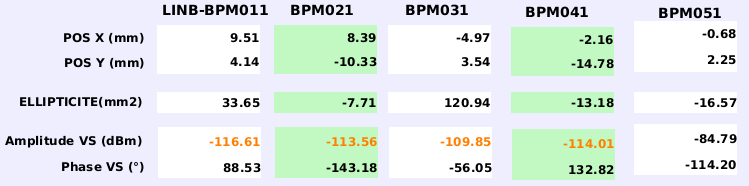 LINB-BPM011 BPM021 BPM031 BPM041 BPM051
POS X (mm) 9.51 8.39 -4.97 -2.16 -0.68
POS Y (mm) 4.14 -10.33 3.54 -14.78 2.25
ELLIPTICITE(mm2) 33.65 -7.71 120.94 -13.18 -16.57
Amplitude VS (dBm) -116.61 -113.56 -109.85 -114.01 -84.79
Phase VS (°) 88.53 -143.18 -56.05 132.82 -114.20